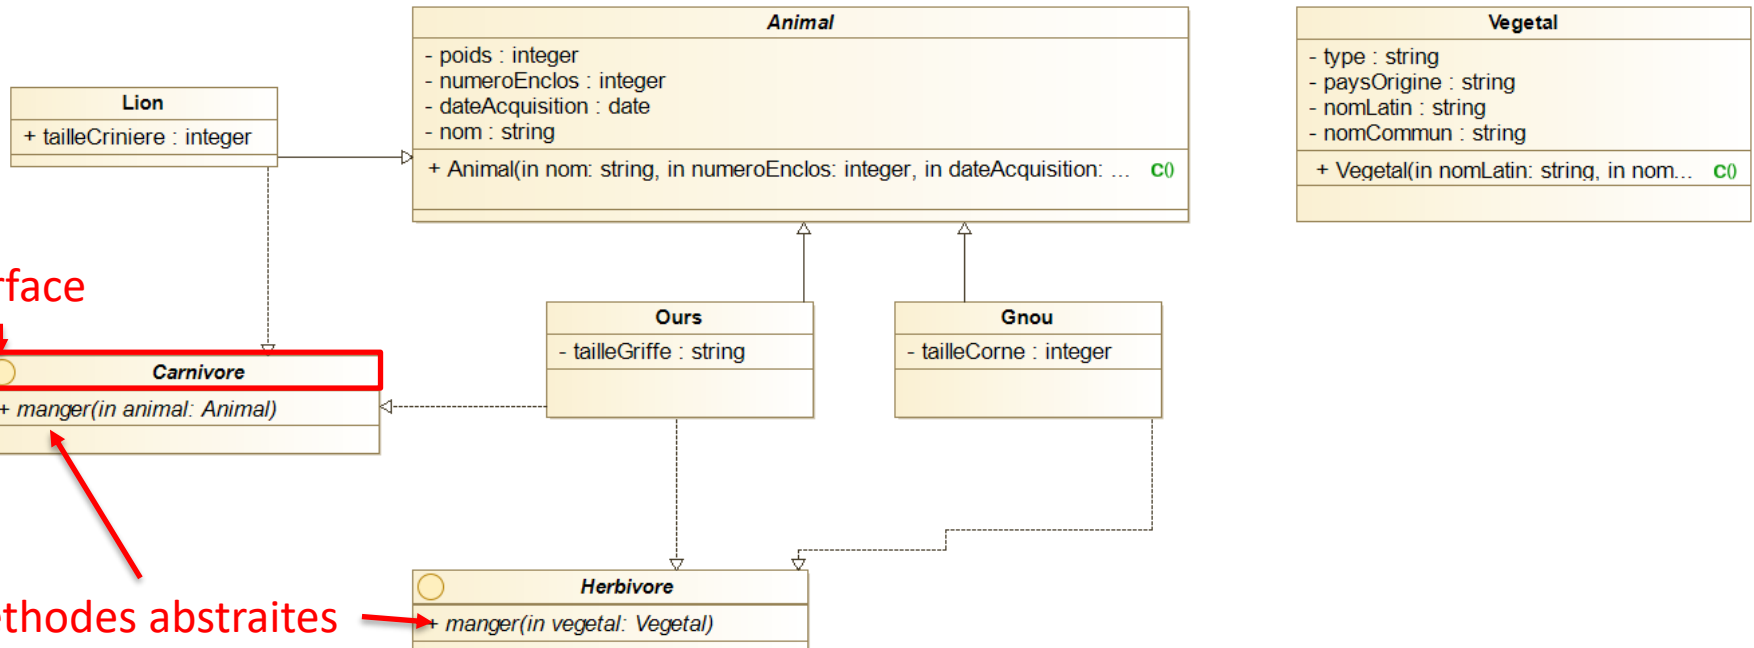 Animal
- poids : integer
- numeroEnclos : integer
- dateAcquisition : date
- nom : string
+ Animal(in nom: string, in numeroEnclos: integer, in dateAcquisition: ... C()
Vegetal
- type : string
- paysOrigine : string
- nomLatin : string
- nomCommun : string
+ Vegetal(in nomLatin: string, in nom... C()
Lion
+ tailleCriniere : integer
rface
Ours
- tailleGriffe : string
Gnou
- tailleCorne : integer
Carnivore
+ manger(in animal: Animal)
Herbivore
+ manger(in vegetal: Vegetal)
éthodes abstraites